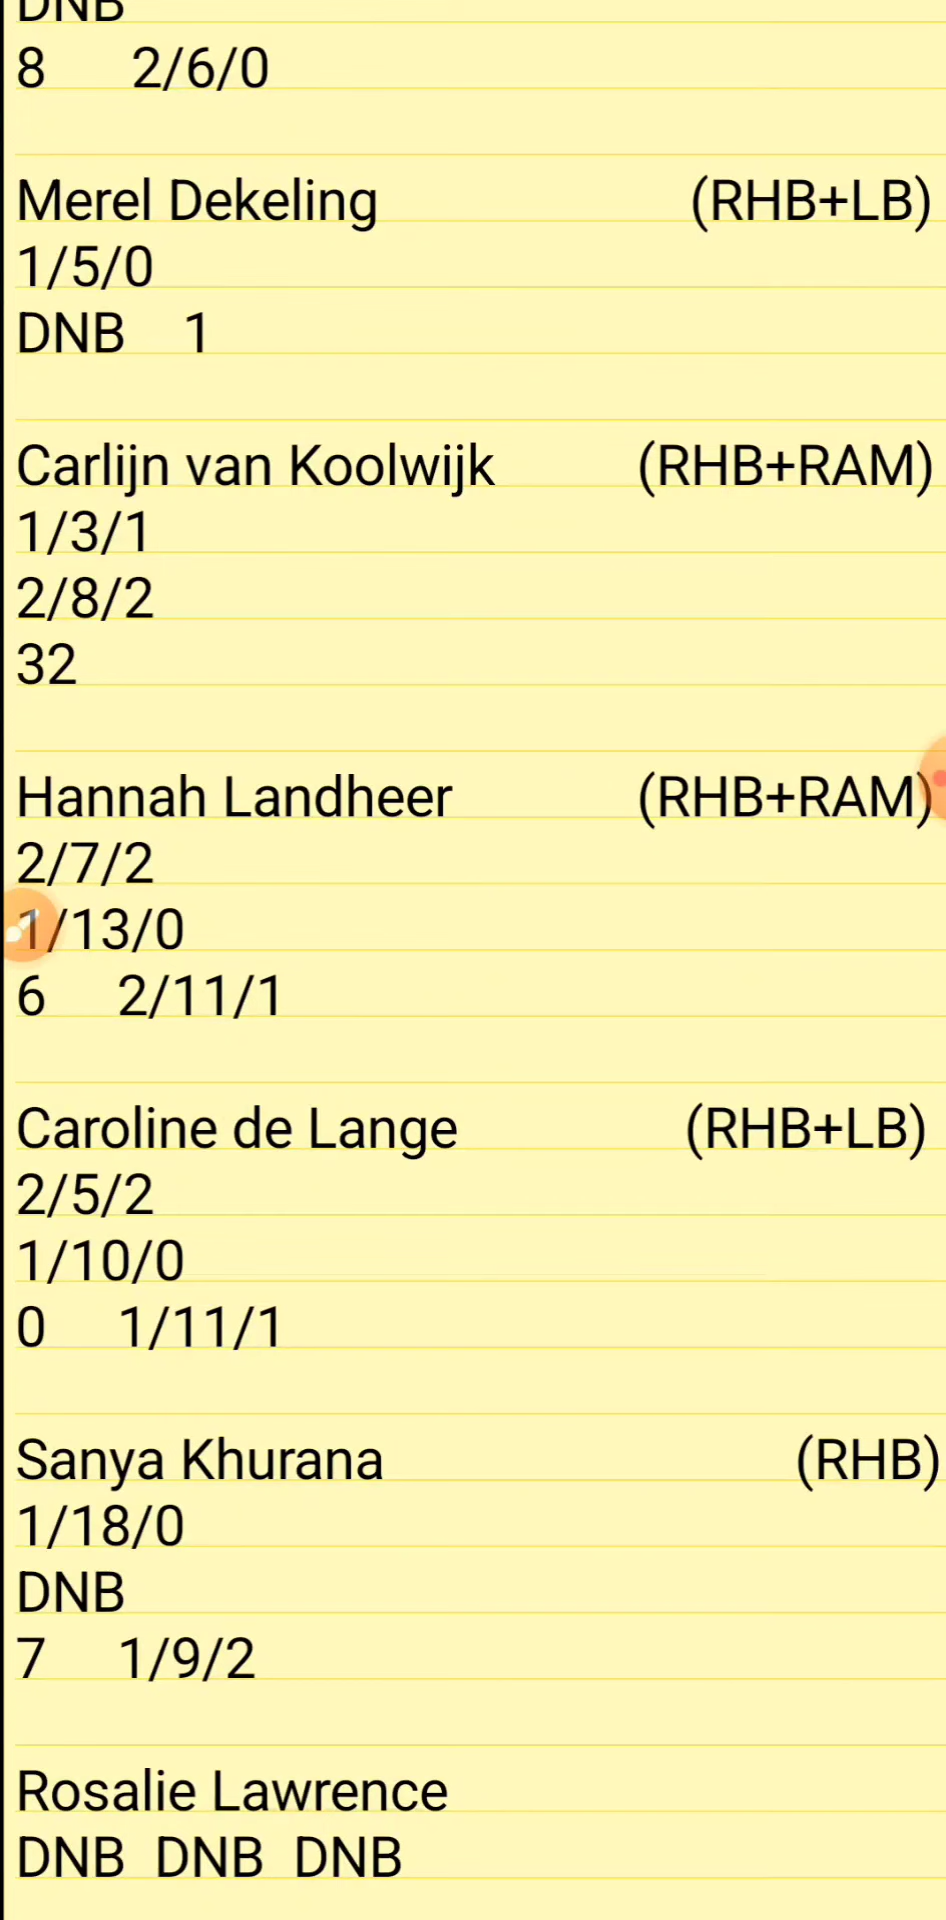 DNB
8 2/6/0
Merel Dekeling (RHB+LB)
1/5/0
DNB 1
Carlijn van Koolwijk (RHB+RAM)
1/3/1
2/8/2
32
Hannah Landheer (RHB+RAM)
2/7/2
1/13/0
6 2/11/1
Caroline de Lange (RHB+LB)
2/5/2
1/10/0
0 1/11/1
Sanya Khurana (RHB)
1/18/0
DNB
7 1/9/2
Rosalie Lawrence
DNB DNB DNB